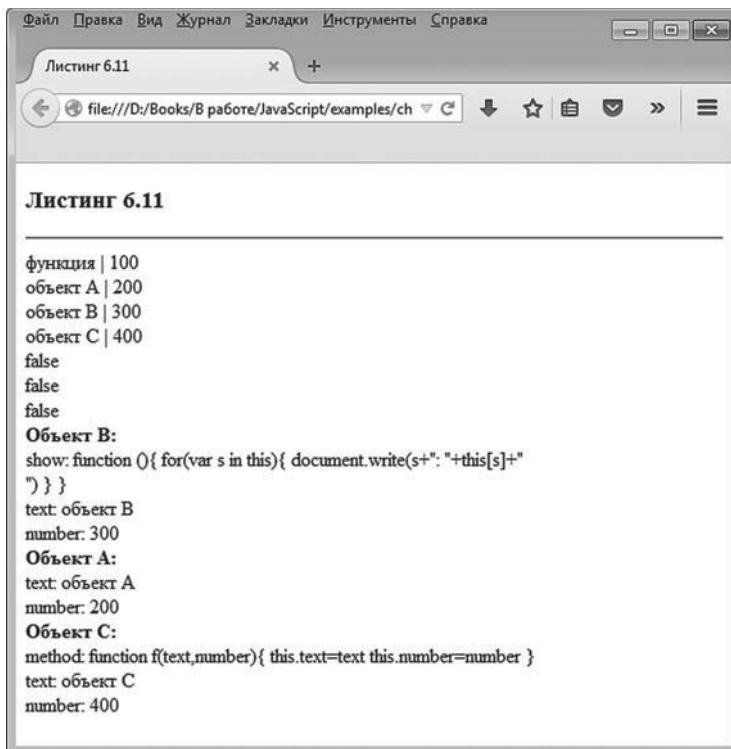 Файл Правка Вид Журнал Закладки Инструменты Справка
Листинг 6.11
file:///D:/Books/В работе/JavaScript/examples/ch
Листинг 6.11
функция | 100
объект A | 200
объект B | 300
объект C | 400
false
false
false
Объект B:
show: function (){ for(var s in this){ document.write(s+": "+this[s]+"
") } }
text: объект B
number: 300
Объект A:
text: объект A
number: 200
Объект C:
method: function f(text,number){ this.text=text this.number=number }
text: объект C
number: 400